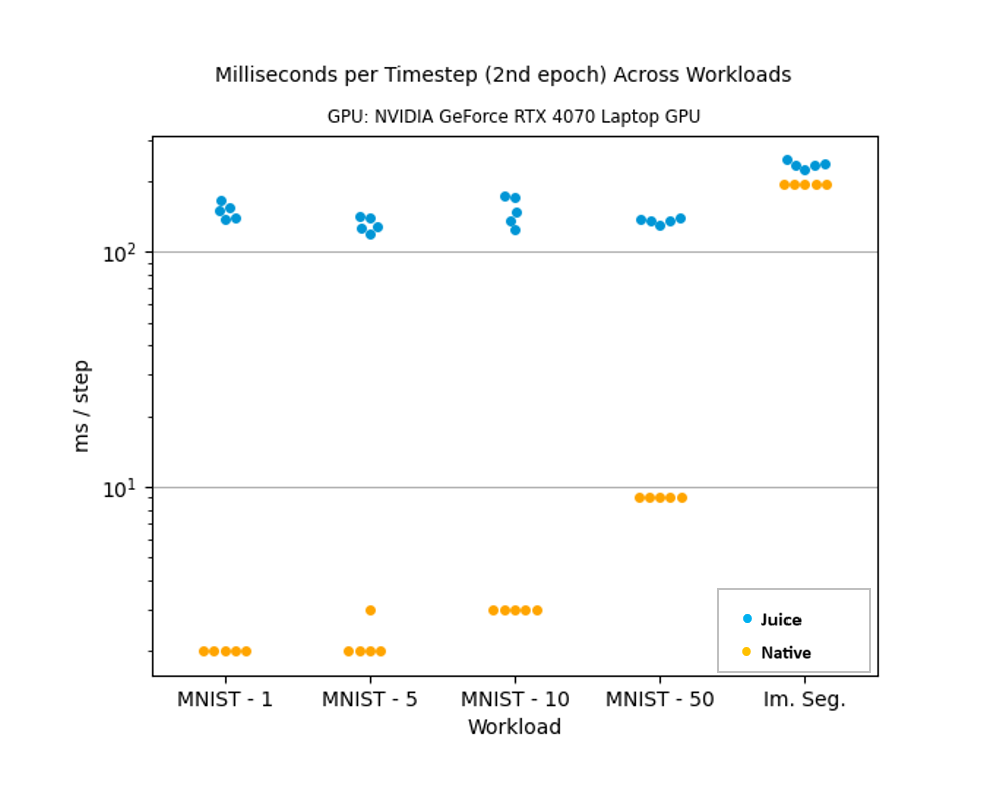 Milliseconds per Timestep (2nd epoch) Across Workloads
GPU: NVIDIA GeForce RTX 4070 Laptop GPU
10²
10¹
ms / step
Juice
Native
MNIST - 1 MNIST - 5 MNIST - 10 MNIST - 50 Im. Seg.
Workload